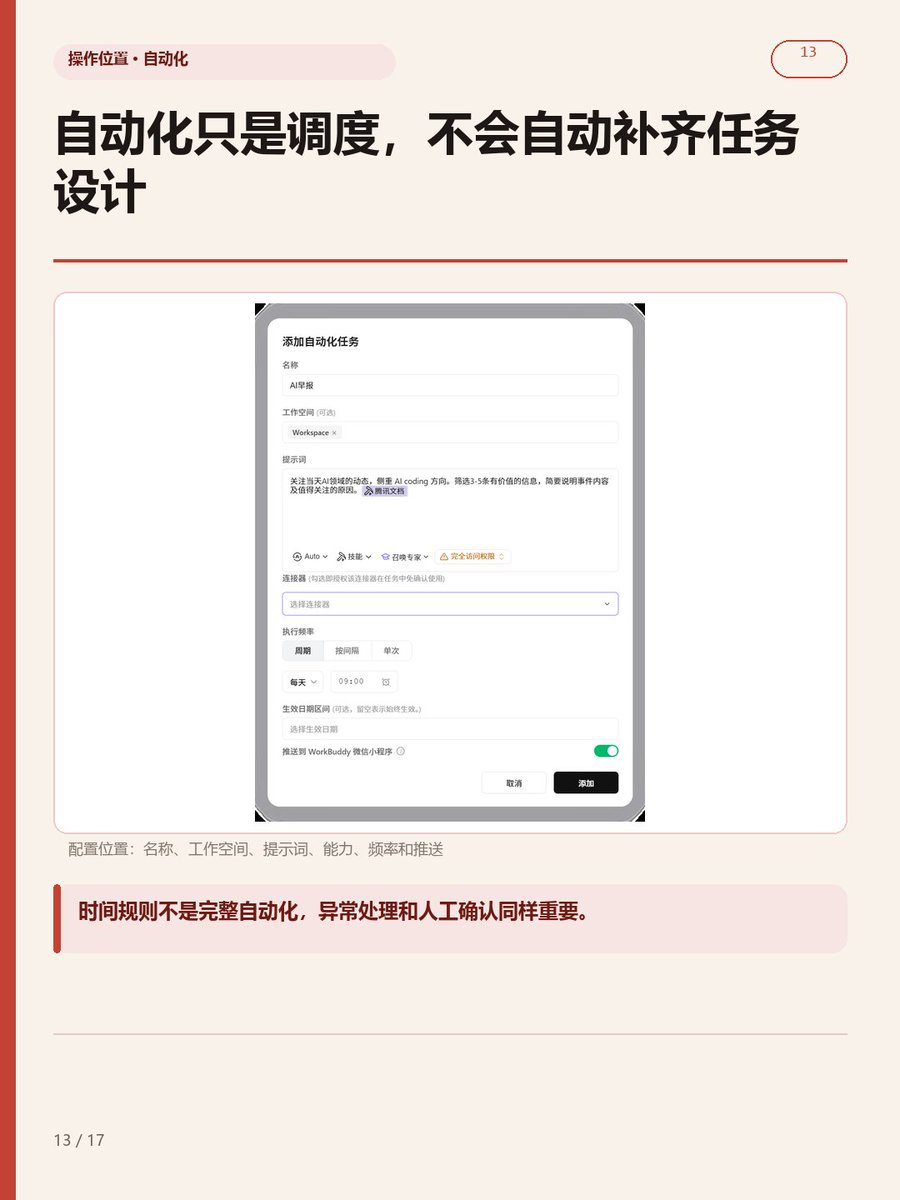 操作位置·自动化
13
自动化只是调度，不会自动补齐任务
设计
添加自动化任务
名称
AI早报
工作空间 (可选)
Workspace ×
提示词
关注当天AI领域的动态，侧重 AI coding 方向。筛选3-5条有价值的信息，简要说明事件内容
及值得关注的原因。 腾讯文档
Auto 技能 召唤专家 完全访问权限
连接器 (勾选即授权该连接器在任务中免确认使用)
选择连接器
执行频率
周期 按间隔 单次
每天 09:00
生效日期区间 (可选，留空表示始终生效。)
选择生效日期
推送到 WorkBuddy 微信小程序
取消 添加
配置位置：名称、工作空间、提示词、能力、频率和推送
时间规则不是完整自动化，异常处理和人工确认同样重要。
13 / 17